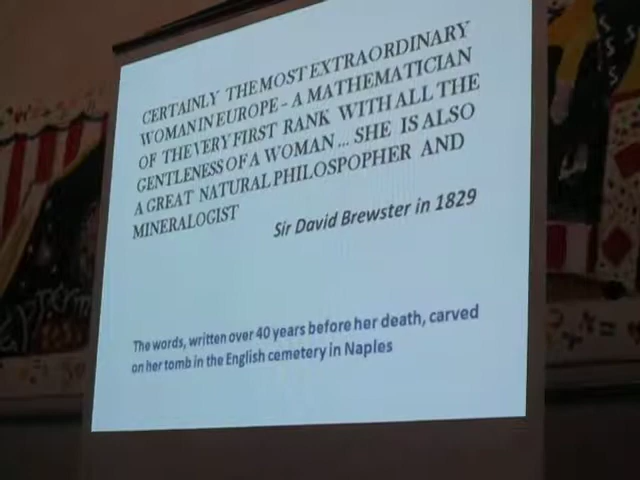 CERTAINLY THE MOST EXTRAORDINARY
WOMAN IN EUROPE - A MATHEMATICIAN
OF THE VERY FIRST RANK WITH ALL THE
GENTLENESS OF A WOMAN ... SHE IS ALSO
A GREAT NATURAL PHILOSPOPHER AND
MINERALOGIST
Sir David Brewster in 1829
The words, written over 40 years before her death, carved
on her tomb in the English cemetery in Naples